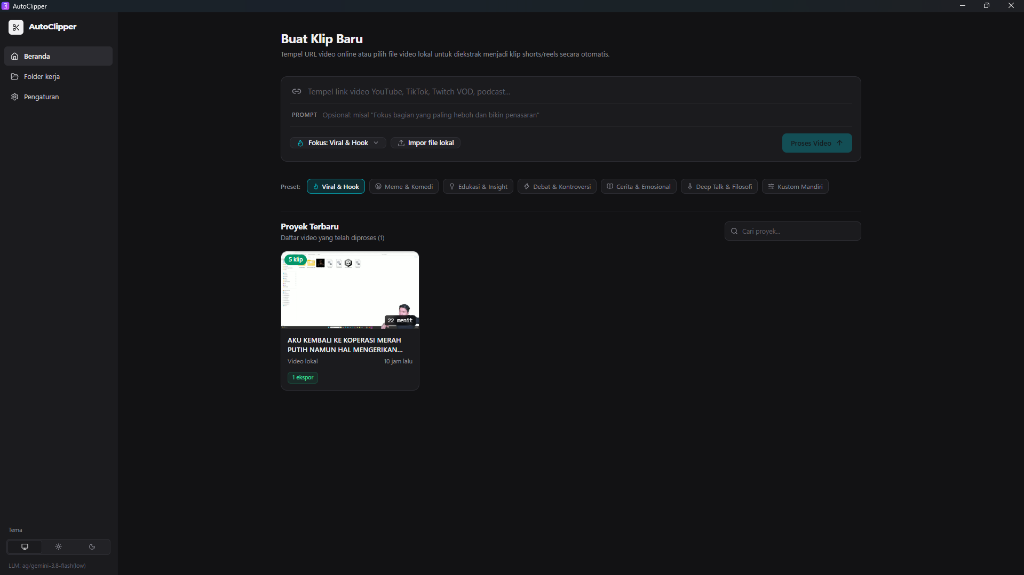 AutoClipper
AutoClipper
Beranda
Folder kerja
Pengaturan
Buat Klip Baru
Tempel URL video online atau pilih file video lokal untuk diekstrak menjadi klip shorts/reels secara otomatis.
Tempel link video YouTube, TikTok, Twitch VOD, podcast...
PROMPT Opsional: misal "Fokus bagian yang paling heboh dan bikin penasaran"
Fokus: Viral & Hook
Impor file lokal
Proses Video
Preset: Viral & Hook Meme & Komedi Edukasi & Insight Debat & Kontroversi Cerita & Emosional Deep Talk & Filosofi Kustom Mandiri
Proyek Terbaru
Daftar video yang telah diproses (1)
Cari proyek...
5 klip
22 menit
AKU KEMBALI KE KOPERASI MERAH
PUTIH NAMUN HAL MENGERIKAN...
Video lokal 10 jam lalu
1 ekspor
Tema